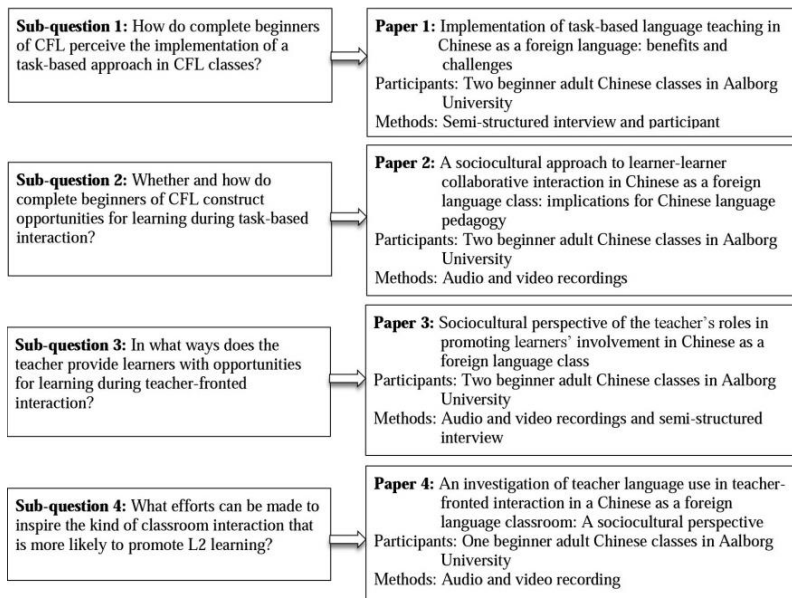 Sub-question 1: How do complete beginners
of CFL perceive the implementation of a
task-based approach in CFL classes?
Paper 1: Implementation of task-based language teaching in
Chinese as a foreign language: benefits and
challenges
Participants: Two beginner adult Chinese classes in Aalborg
University
Methods: Semi-structured interview and participant
Sub-question 2: Whether and how do
complete beginners of CFL construct
opportunities for learning during task-based
interaction?
Paper 2: A sociocultural approach to learner-learner
collaborative interaction in Chinese as a foreign
language class: implications for Chinese language
pedagogy
Participants: Two beginner adult Chinese classes in Aalborg
University
Methods: Audio and video recordings
Sub-question 3: In what ways does the
teacher provide learners with opportunities
for learning during teacher-fronted
interaction?
Paper 3: Sociocultural perspective of the teacher's roles in
promoting learners' involvement in Chinese as a
foreign language class
Participants: Two beginner adult Chinese classes in Aalborg
University
Methods: Audio and video recordings and semi-structured
interview
Sub-question 4: What efforts can be made to
inspire the kind of classroom interaction that
is more likely to promote L2 learning?
Paper 4: An investigation of teacher language use in teacher-
fronted interaction in a Chinese as a foreign
language classroom: A sociocultural perspective
Participants: One beginner adult Chinese classes in Aalborg
University
Methods: Audio and video recording